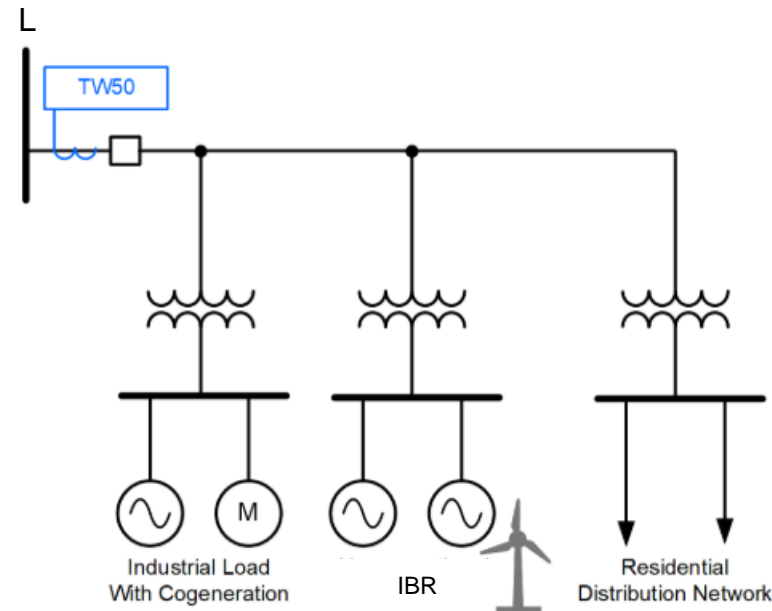 L
TW50
M
Industrial Load
With Cogeneration
IBR
Residential
Distribution Network